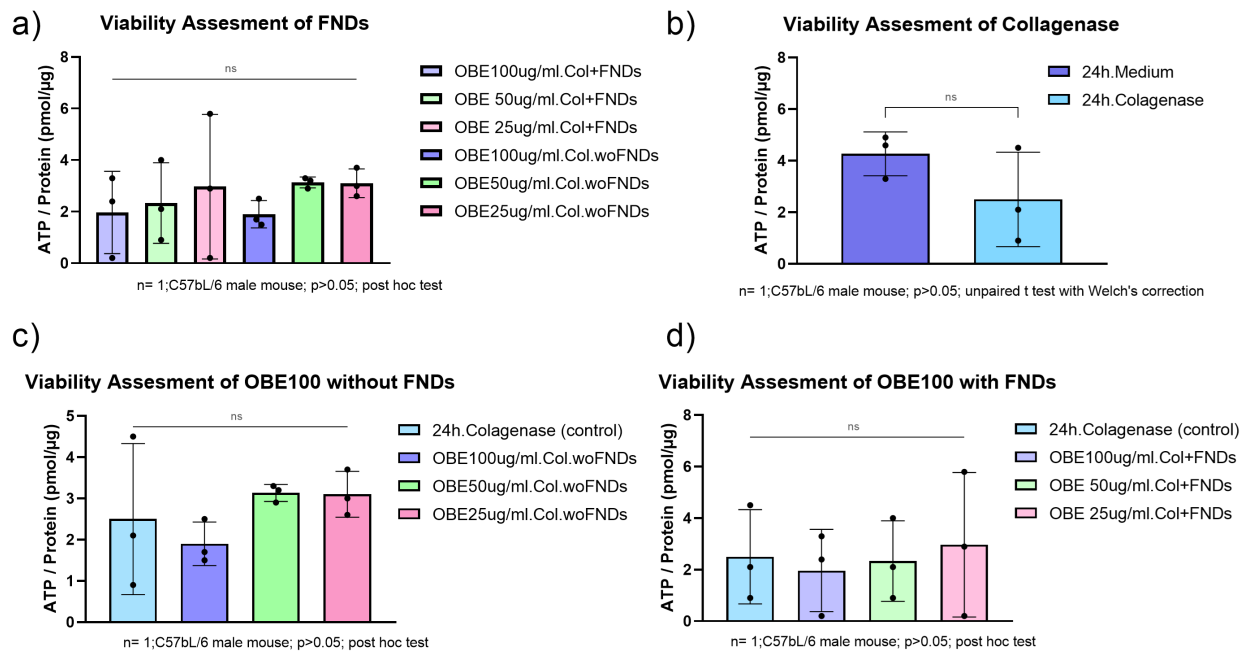 a)
Viability Assesment of FNDs
ATP / Protein (pmol/µg)
8
6
4
2
0
ns
OBE100ug/ml.Col+FNDs
OBE 50ug/ml.Col+FNDs
OBE 25ug/ml.Col+FNDs
OBE100ug/ml.Col.woFNDs
OBE50ug/ml.Col.woFNDs
OBE25ug/ml.Col.woFNDs
n= 1;C57bL/6 male mouse; p>0.05; post hoc test
b)
Viability Assesment of Collagenase
ATP / Protein (pmol/µg)
8
6
4
2
0
ns
24h.Medium
24h.Colagenase
n= 1;C57bL/6 male mouse; p>0.05; unpaired t test with Welch's correction
c)
Viability Assesment of OBE100 without FNDs
ATP / Protein (pmol/µg)
5
4
3
2
1
0
ns
24h.Colagenase (control)
OBE100ug/ml.Col.woFNDs
OBE50ug/ml.Col.woFNDs
OBE25ug/ml.Col.woFNDs
n= 1;C57bL/6 male mouse; p>0.05; post hoc test
d)
Viability Assesment of OBE100 with FNDs
ATP / Protein (pmol/µg)
8
6
4
2
0
ns
24h.Colagenase (control)
OBE100ug/ml.Col+FNDs
OBE 50ug/ml.Col+FNDs
OBE 25ug/ml.Col+FNDs
n= 1;C57bL/6 male mouse; p>0.05; post hoc test